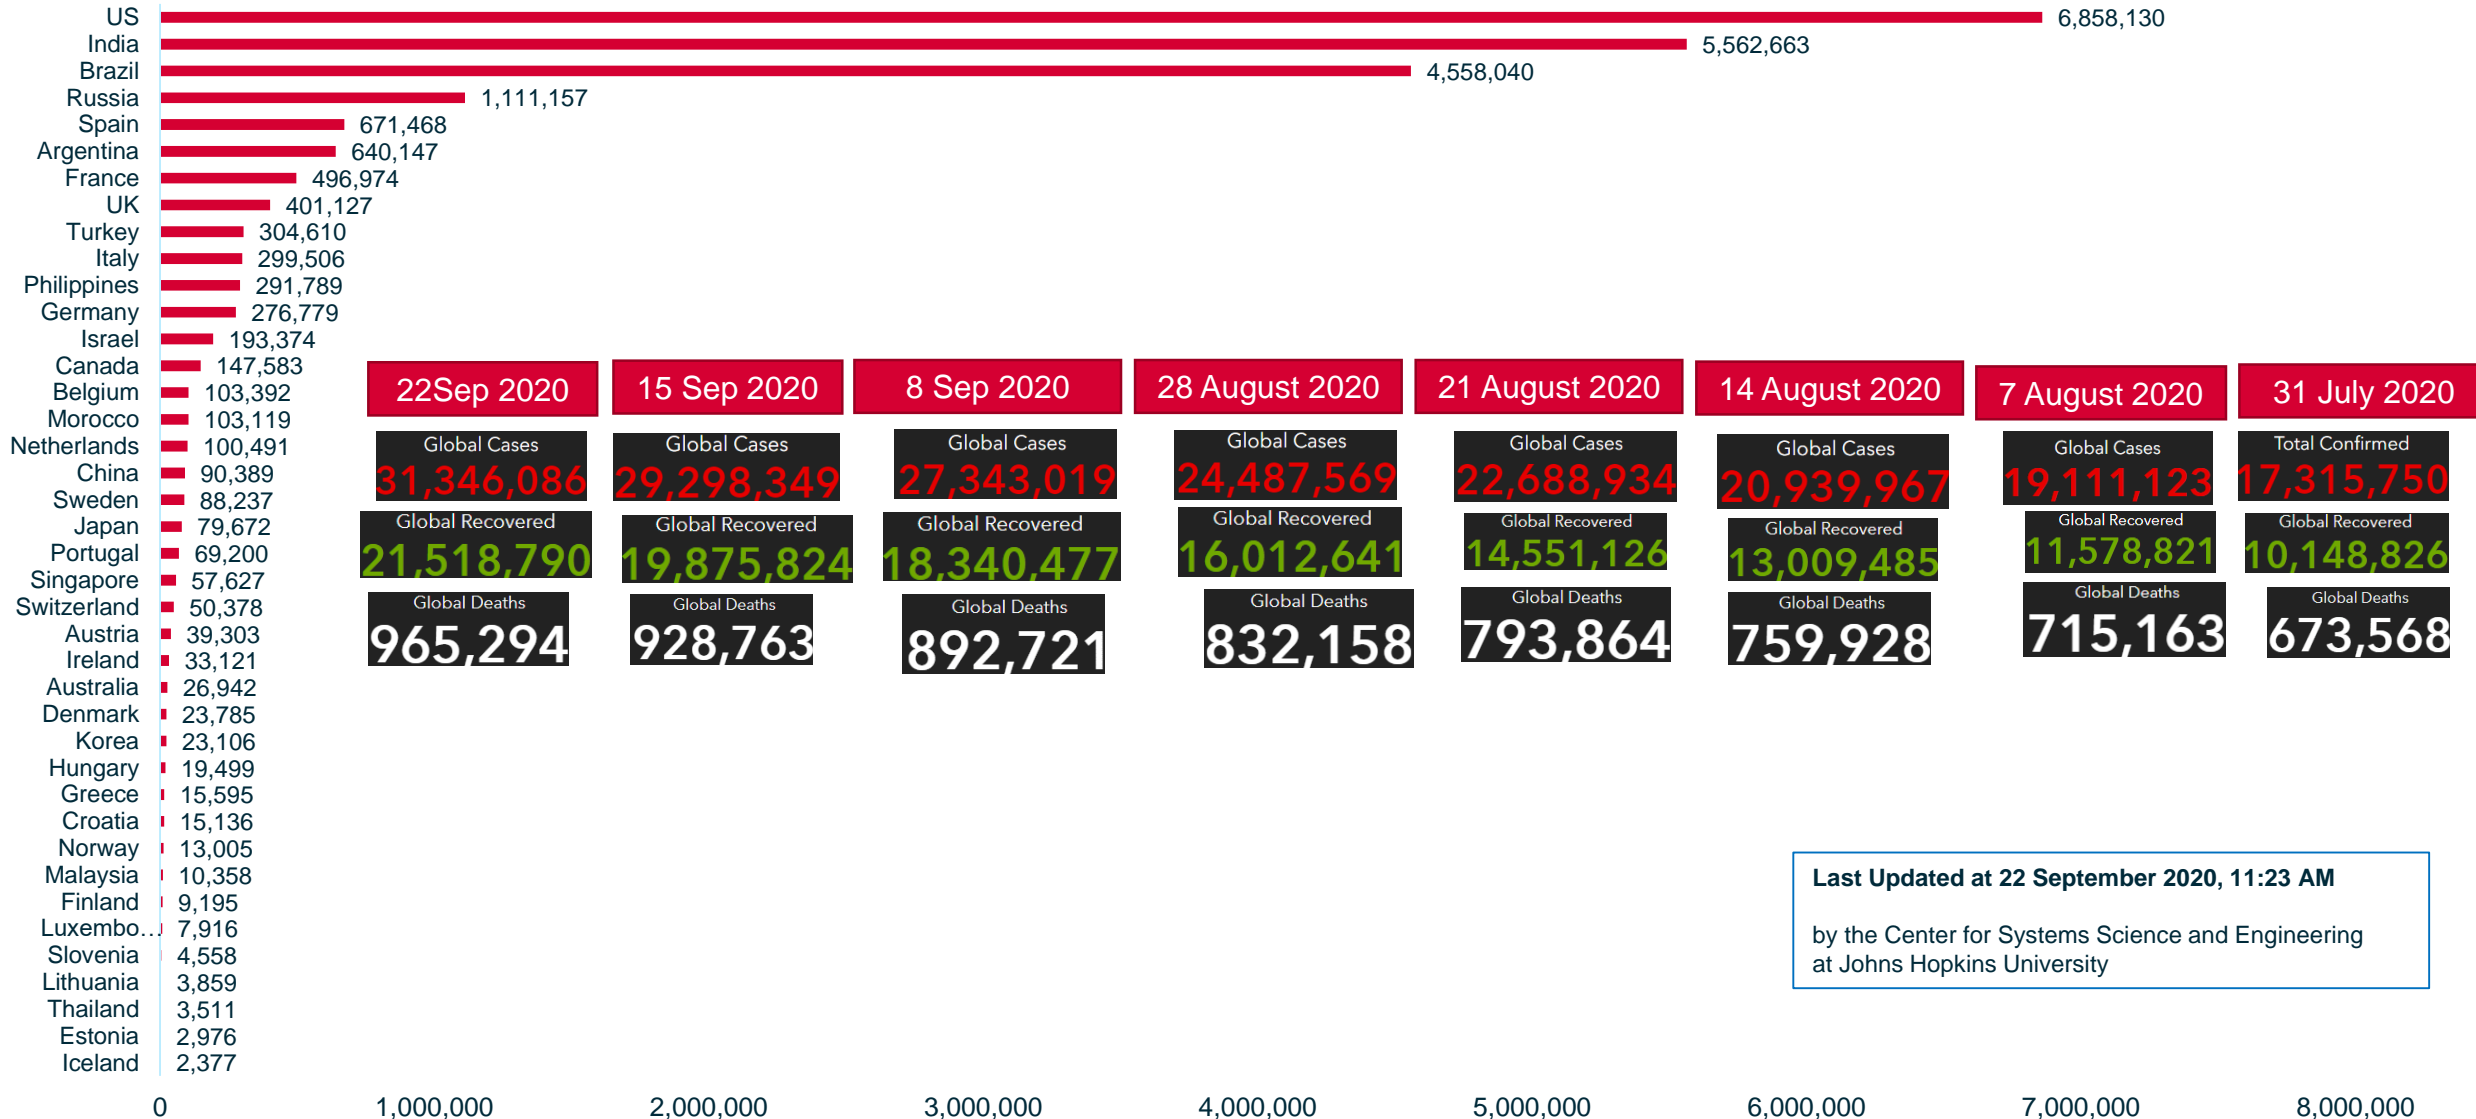 US 6,858,130
India 5,562,663
Brazil 4,558,040
Russia 1,111,157
Spain 671,468
Argentina 640,147
France 496,974
UK 401,127
Turkey 304,610
Italy 299,506
Philippines 291,789
Germany 276,779
Israel 193,374
Canada 147,583
Belgium 103,392
Morocco 103,119
Netherlands 100,491
China 90,389
Sweden 88,237
Japan 79,672
Portugal 69,200
Singapore 57,627
Switzerland 50,378
Austria 39,303
Ireland 33,121
Australia 26,942
Denmark 23,785
Korea 23,106
Hungary 19,499
Greece 15,595
Croatia 15,136
Norway 13,005
Malaysia 10,358
Finland 9,195
Luxembo... 7,916
Slovenia 4,558
Lithuania 3,859
Thailand 3,511
Estonia 2,976
Iceland 2,377
0 1,000,000 2,000,000 3,000,000 4,000,000 5,000,000 6,000,000 7,000,000 8,000,000
22Sep 2020
Global Cases
31,346,086
Global Recovered
21,518,790
Global Deaths
965,294
15 Sep 2020
Global Cases
29,298,349
Global Recovered
19,875,824
Global Deaths
928,763
8 Sep 2020
Global Cases
27,343,019
Global Recovered
18,340,477
Global Deaths
892,721
28 August 2020
Global Cases
24,487,569
Global Recovered
16,012,641
Global Deaths
832,158
21 August 2020
Global Cases
22,688,934
Global Recovered
14,551,126
Global Deaths
793,864
14 August 2020
Global Cases
20,939,967
Global Recovered
13,009,485
Global Deaths
759,928
7 August 2020
Global Cases
19,111,123
Global Recovered
11,578,821
Global Deaths
715,163
31 July 2020
Total Confirmed
17,315,750
Global Recovered
10,148,826
Global Deaths
673,568
Last Updated at 22 September 2020, 11:23 AM
by the Center for Systems Science and Engineering
at Johns Hopkins University